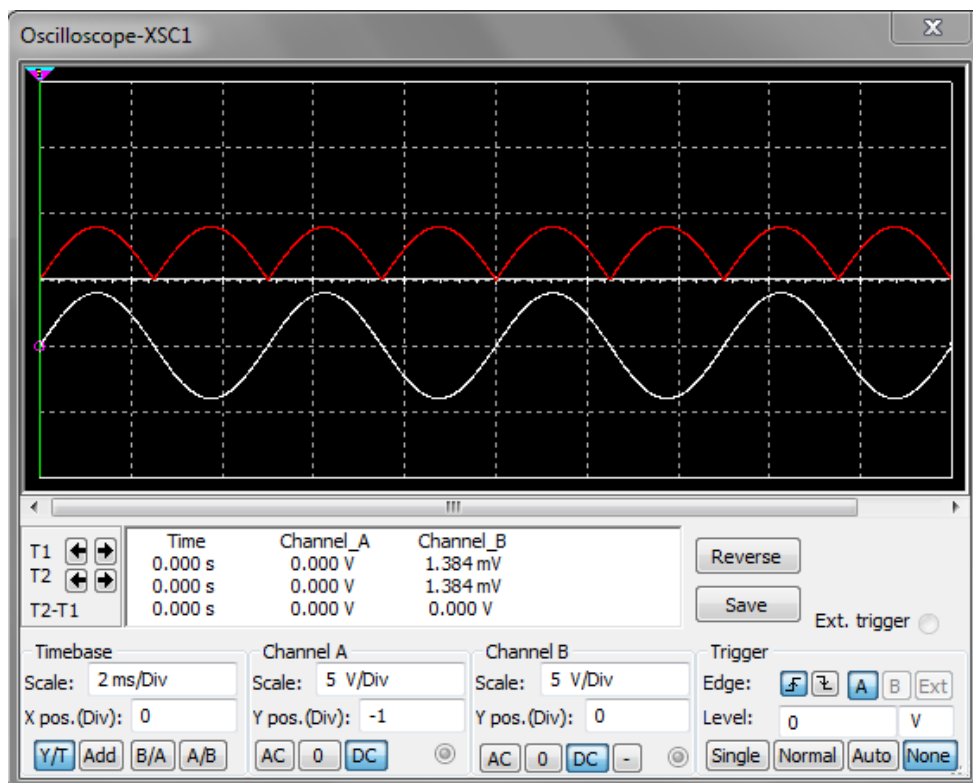 Oscilloscope-XSC1
Time Channel_A Channel_B
T1 0.000 s 0.000 V 1.384 mV
T2 0.000 s 0.000 V 1.384 mV
T2-T1 0.000 s 0.000 V 0.000 V
Reverse
Save
Ext. trigger
Timebase
Scale: 2 ms/Div
X pos.(Div): 0
Y/T Add B/A A/B
Channel A
Scale: 5 V/Div
Y pos.(Div): -1
AC 0 DC
Channel B
Scale: 5 V/Div
Y pos.(Div): 0
AC 0 DC -
Trigger
Edge: A B Ext
Level: 0 V
Single Normal Auto None